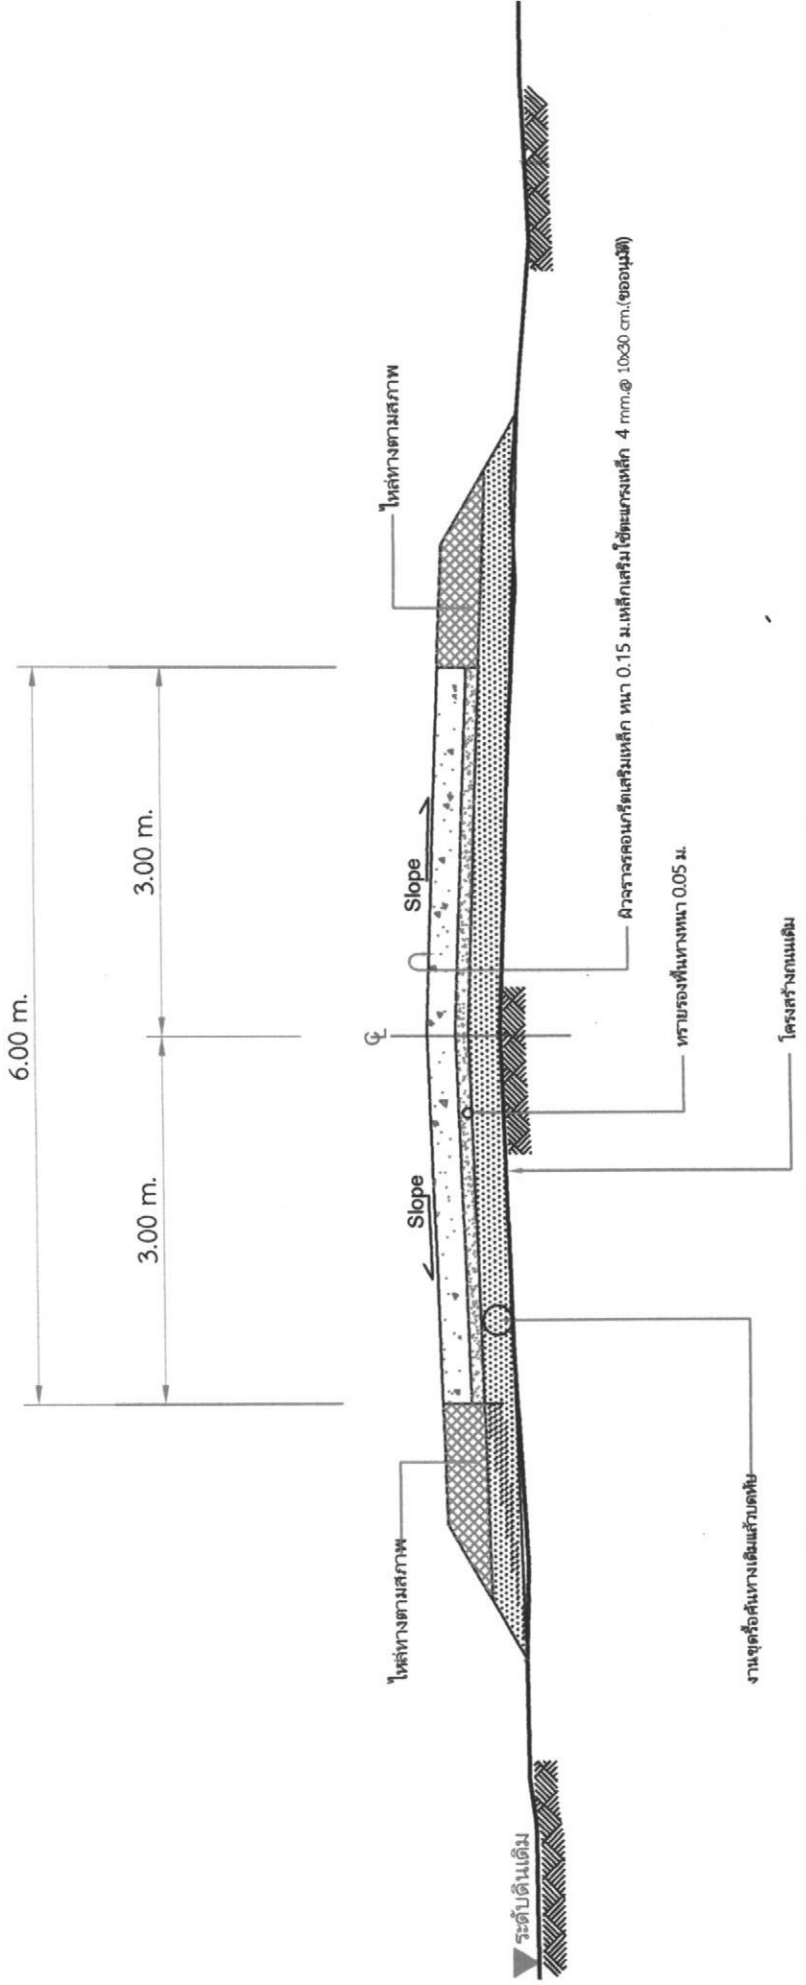 6.00 m.
3.00 m.
3.00 m.
℄
Slope
Slope
ไหล่ทางตามสภาพ
ไหล่ทางตามสภาพ
ระดับดินเดิม
ผิวจราจรคอนกรีตเสริมเหล็ก หนา 0.15 ม.เหล็กเสริมใช้ตะแกรงเหล็ก 4 mm.@ 10x30 cm.(ขออนุมัติ)
ทรายรองพื้นทางหนา 0.05 ม.
งานขุดรื้อคันทางเดิมแล้วบดทับ
โครงสร้างถนนเดิม